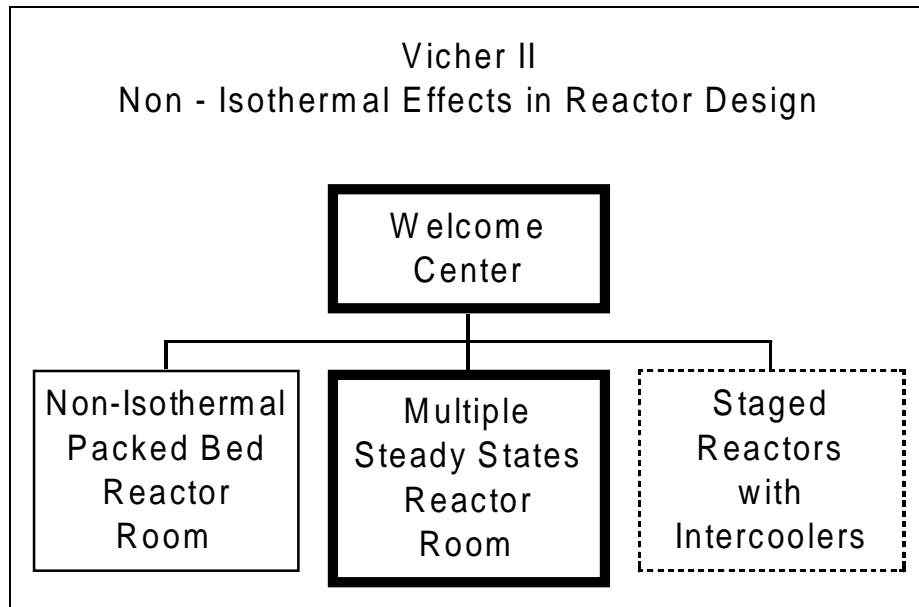 Vicher II
Non - Isothermal Effects in Reactor Design
Welcome
Center
Non-Isothermal
Packed Bed
Reactor
Room
Multiple
Steady States
Reactor
Room
Staged
Reactors
with
Intercoolers